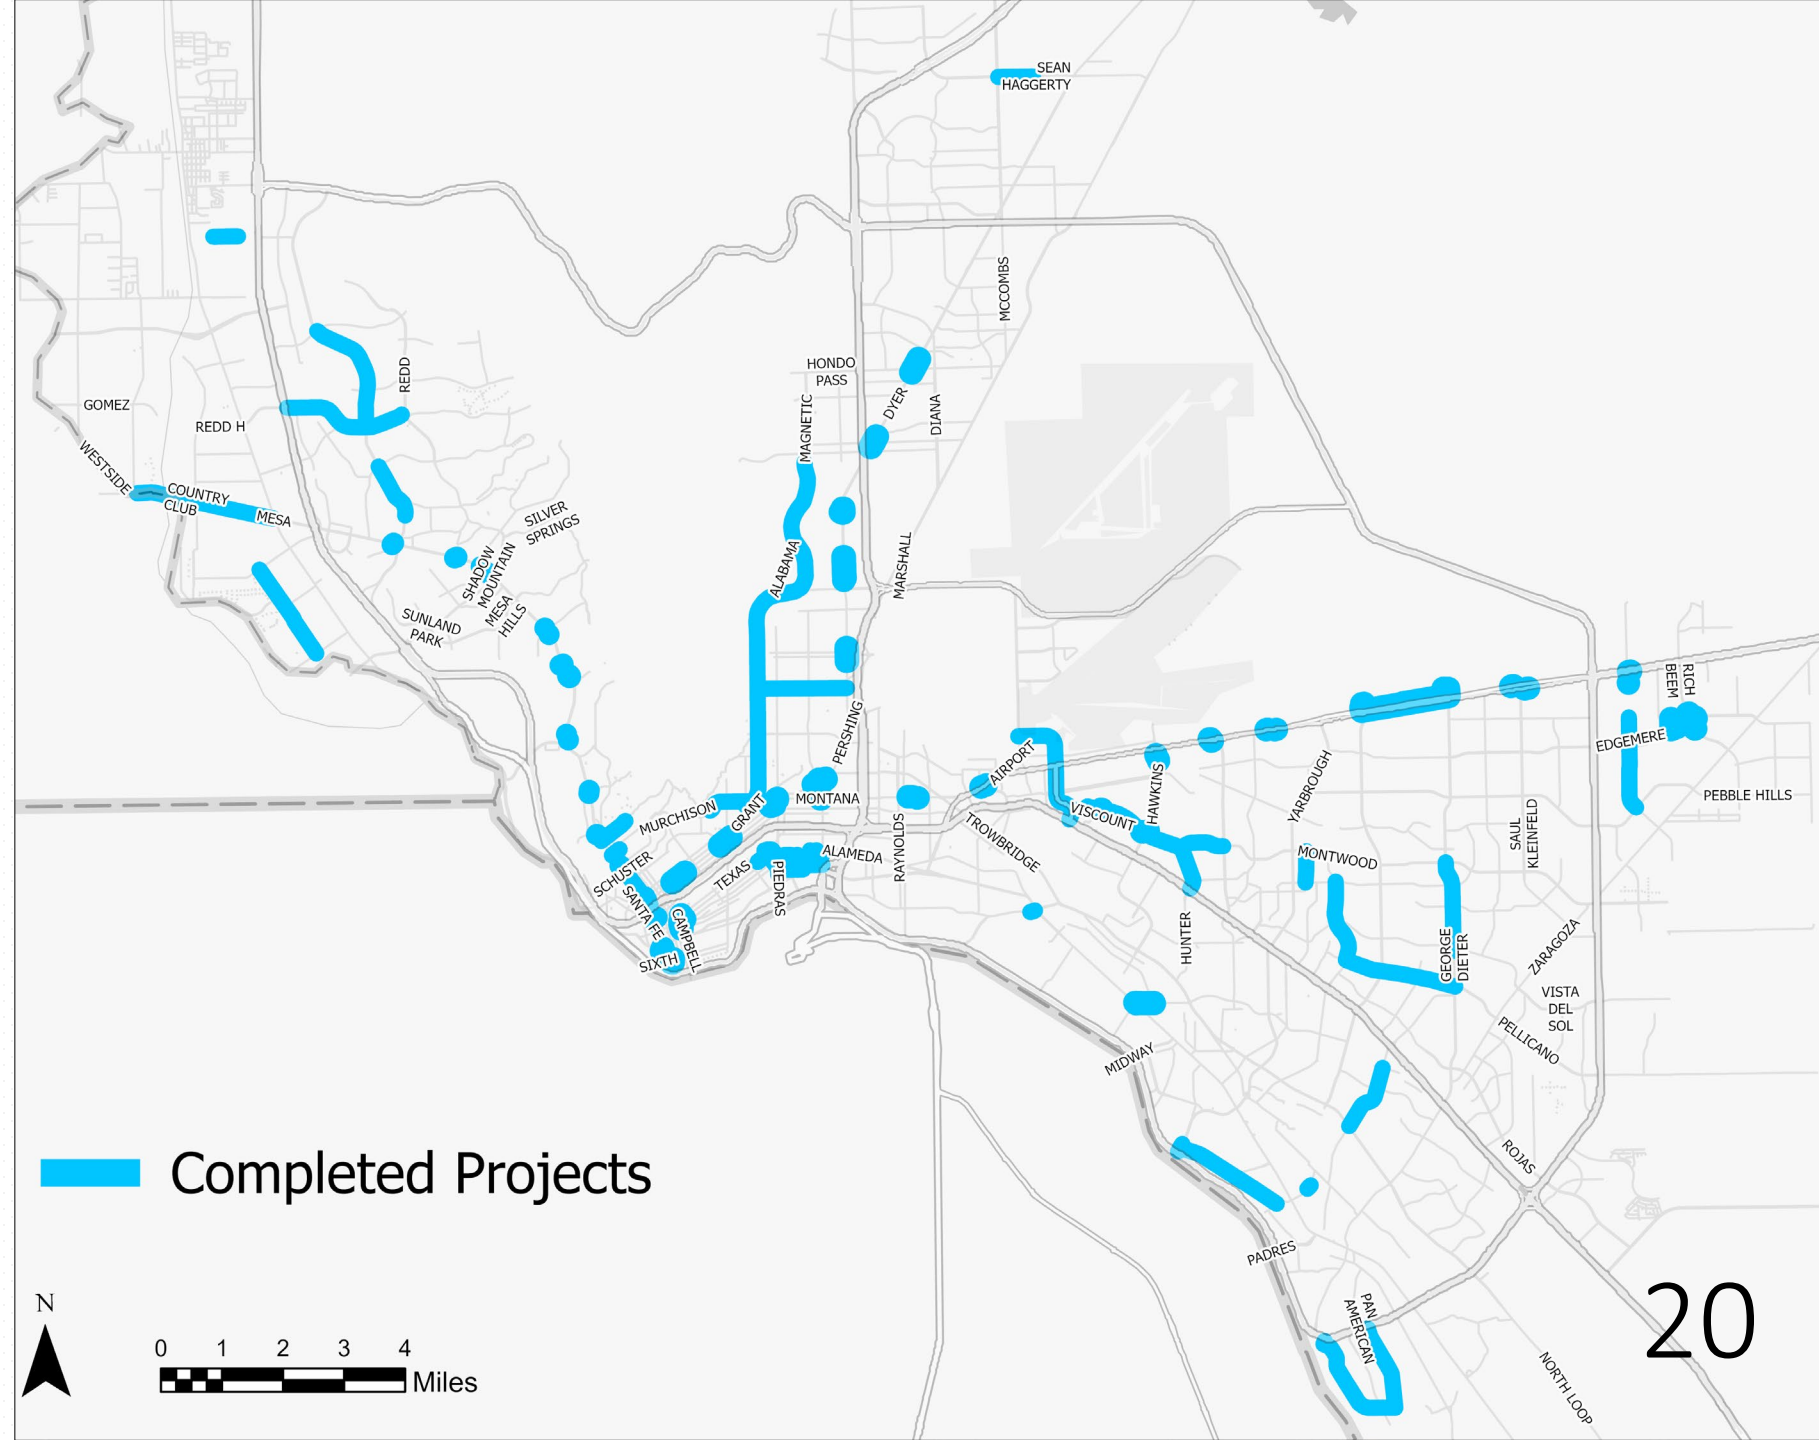 SEAN
HAGGERTY
MCCOMBS
HONDO
PASS
REDD
DYER
DIANA
MAGNETIC
GOMEZ
REDD H
WESTSIDE
COUNTRY
CLUB
MESA
SILVER
SPRINGS
SHADOW
MOUNTAIN
MESA
HILLS
SUNLAND
PARK
ALABAMA
MARSHALL
RICH
BEEM
PERSHING
EDGEMERE
AIRPORT
HAWKINS
YARBROUGH
PEBBLE HILLS
MONTANA
MURCHISON
GRANT
VISCOUNT
SAUL
KLEINFELD
TROWBRIDGE
RAYNOLDS
ALAMEDA
MONTWOOD
SCHUSTER
TEXAS
PIEDRAS
SANTA FE
CAMPBELL
SIXTH
HUNTER
GEORGE
DIETER
ZARAGOZA
VISTA
DEL
SOL
PELLICANO
MIDWAY
ROJAS
Completed Projects
PADRES
PAN
AMERICAN
NORTH LOOP
N
0 1 2 3 4
Miles
20